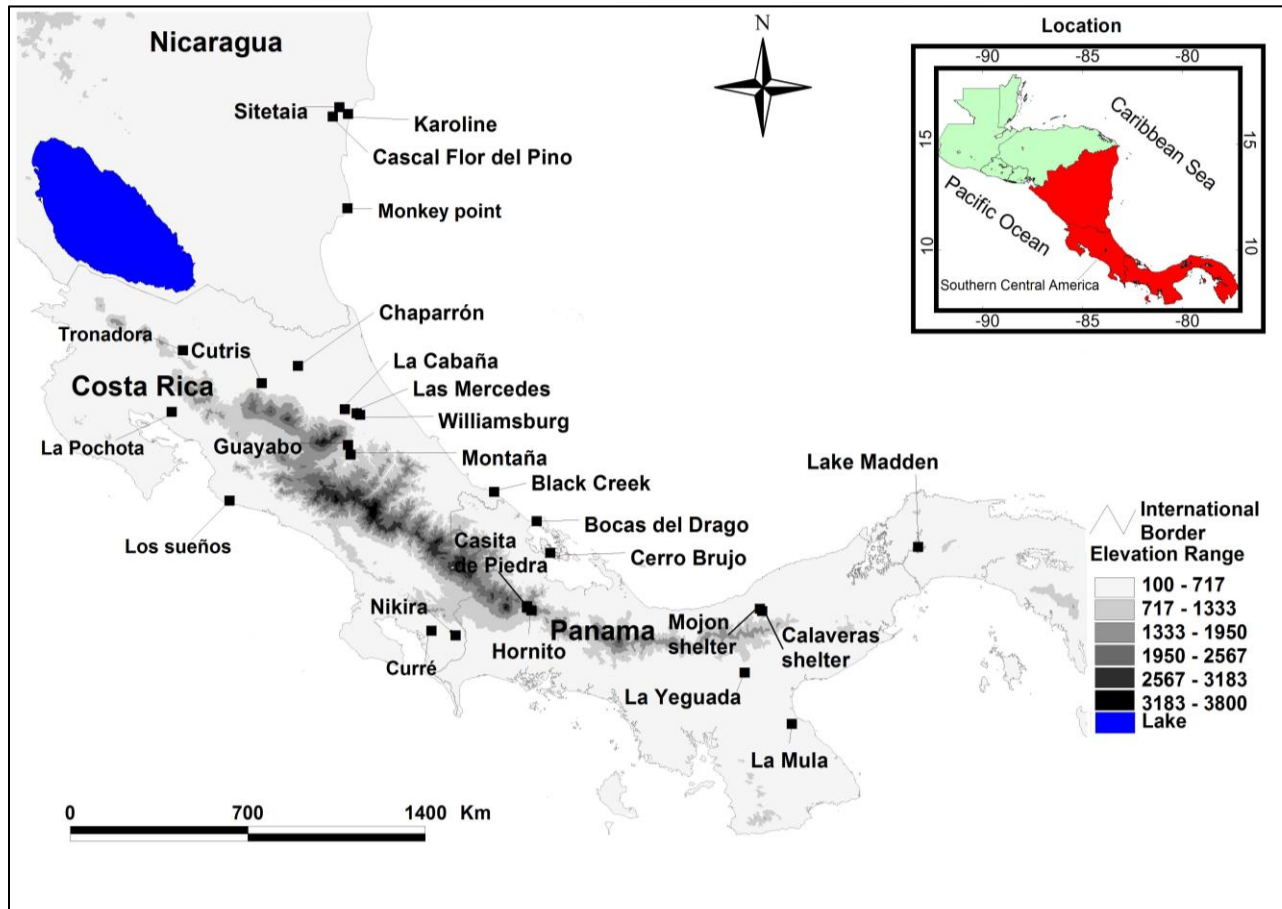 Nicaragua
Sitetaia
Karoline
Cascal Flor del Pino
Monkey point
Chaparrón
Tronadora
Cutris
La Cabaña
Las Mercedes
Costa Rica
Williamsburg
La Pochota
Guayabo
Montaña
Black Creek
Los sueños
Bocas del Drago
Casita
de Piedra
Cerro Brujo
Nikira
Curré
Hornito
Panama
Mojon
shelter
Calaveras
shelter
La Yeguada
La Mula
Lake Madden
N
Location
-90
-85
-80
15
10
15
10
-90
-85
-80
Caribbean Sea
Pacific Ocean
Southern Central America
International
Border
Elevation Range
100 - 717
717 - 1333
1333 - 1950
1950 - 2567
2567 - 3183
3183 - 3800
Lake
0
700
1400 Km